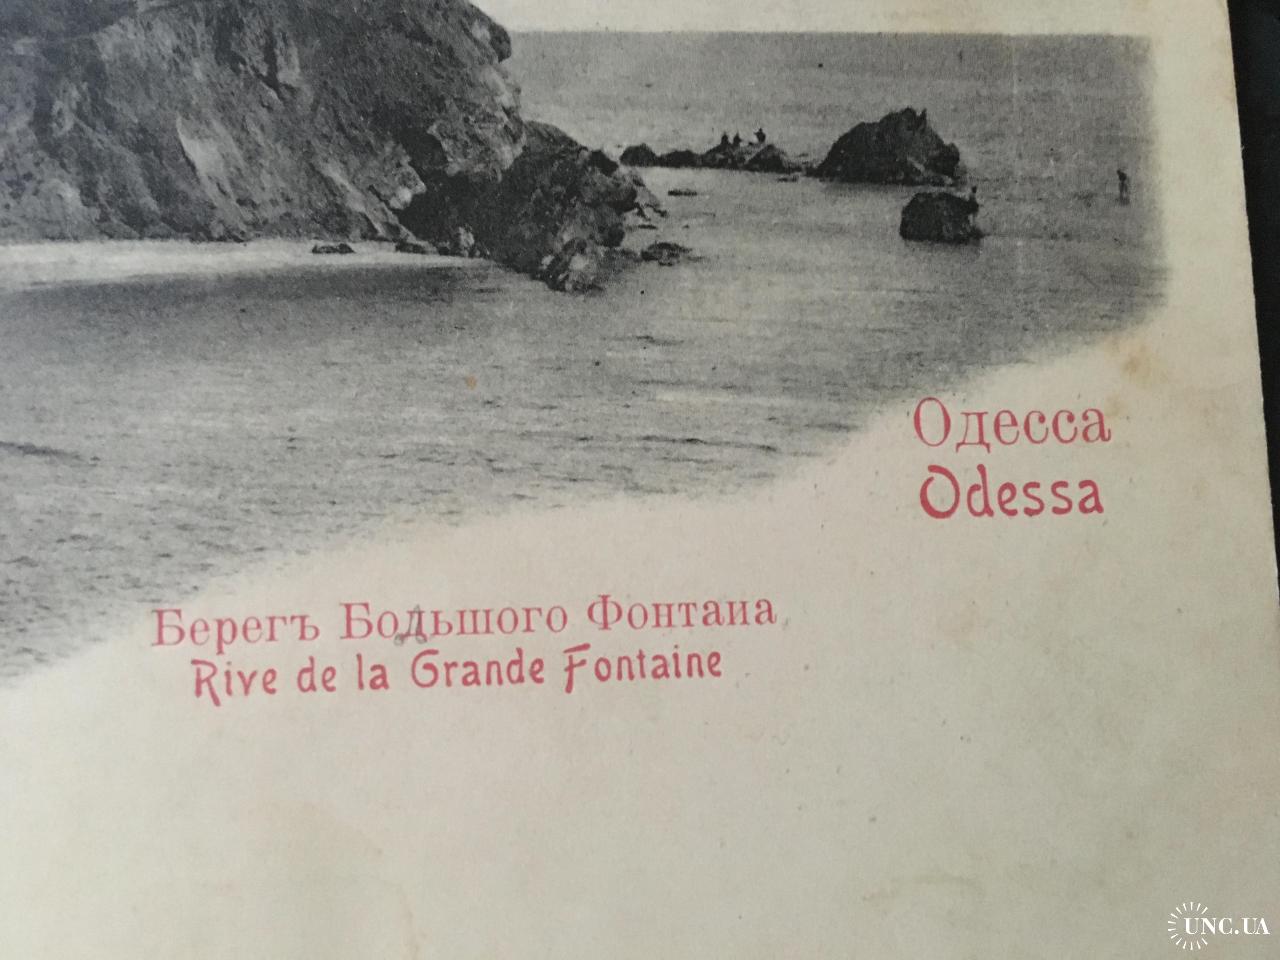 Одесса
Odessa
Берегъ Бодьшого Фонтаиа
Rive de la Grande Fontaine
UNC.UA